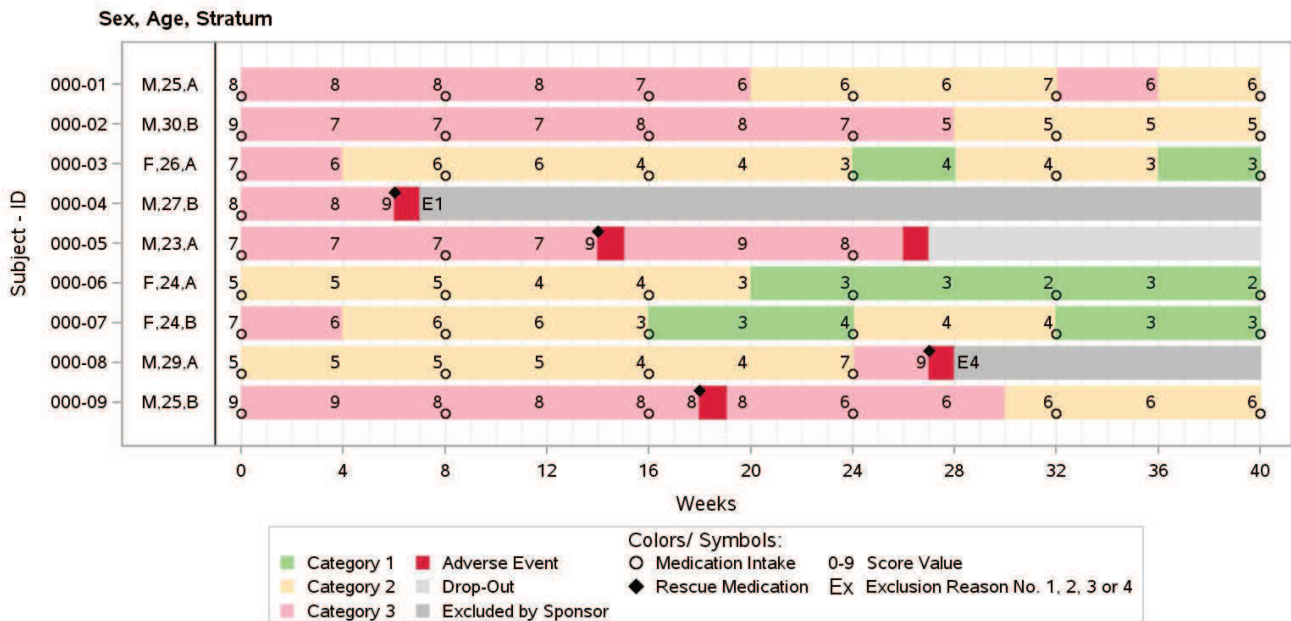 Sex, Age, Stratum
000-01 M,25,A 8 8 8 8 7 6 6 6 7 6 6
000-02 M,30,B 9 7 7 7 8 8 7 5 5 5 5
000-03 F,26,A 7 6 6 6 4 4 3 4 4 3 3
000-04 M,27,B 8 8 9 E1
000-05 M,23,A 7 7 7 7 9 9 8
000-06 F,24,A 5 5 5 4 4 3 3 3 2 3 2
000-07 F,24,B 7 6 6 6 3 3 4 4 4 3 3
000-08 M,29,A 5 5 5 5 4 4 7 9 E4
000-09 M,25,B 9 9 8 8 8 8 8 6 6 6 6 6
Subject - ID
0 4 8 12 16 20 24 28 32 36 40
Weeks
Colors/ Symbols:
Category 1 Adverse Event Medication Intake 0-9 Score Value
Category 2 Drop-Out Rescue Medication Ex Exclusion Reason No. 1, 2, 3 or 4
Category 3 Excluded by Sponsor